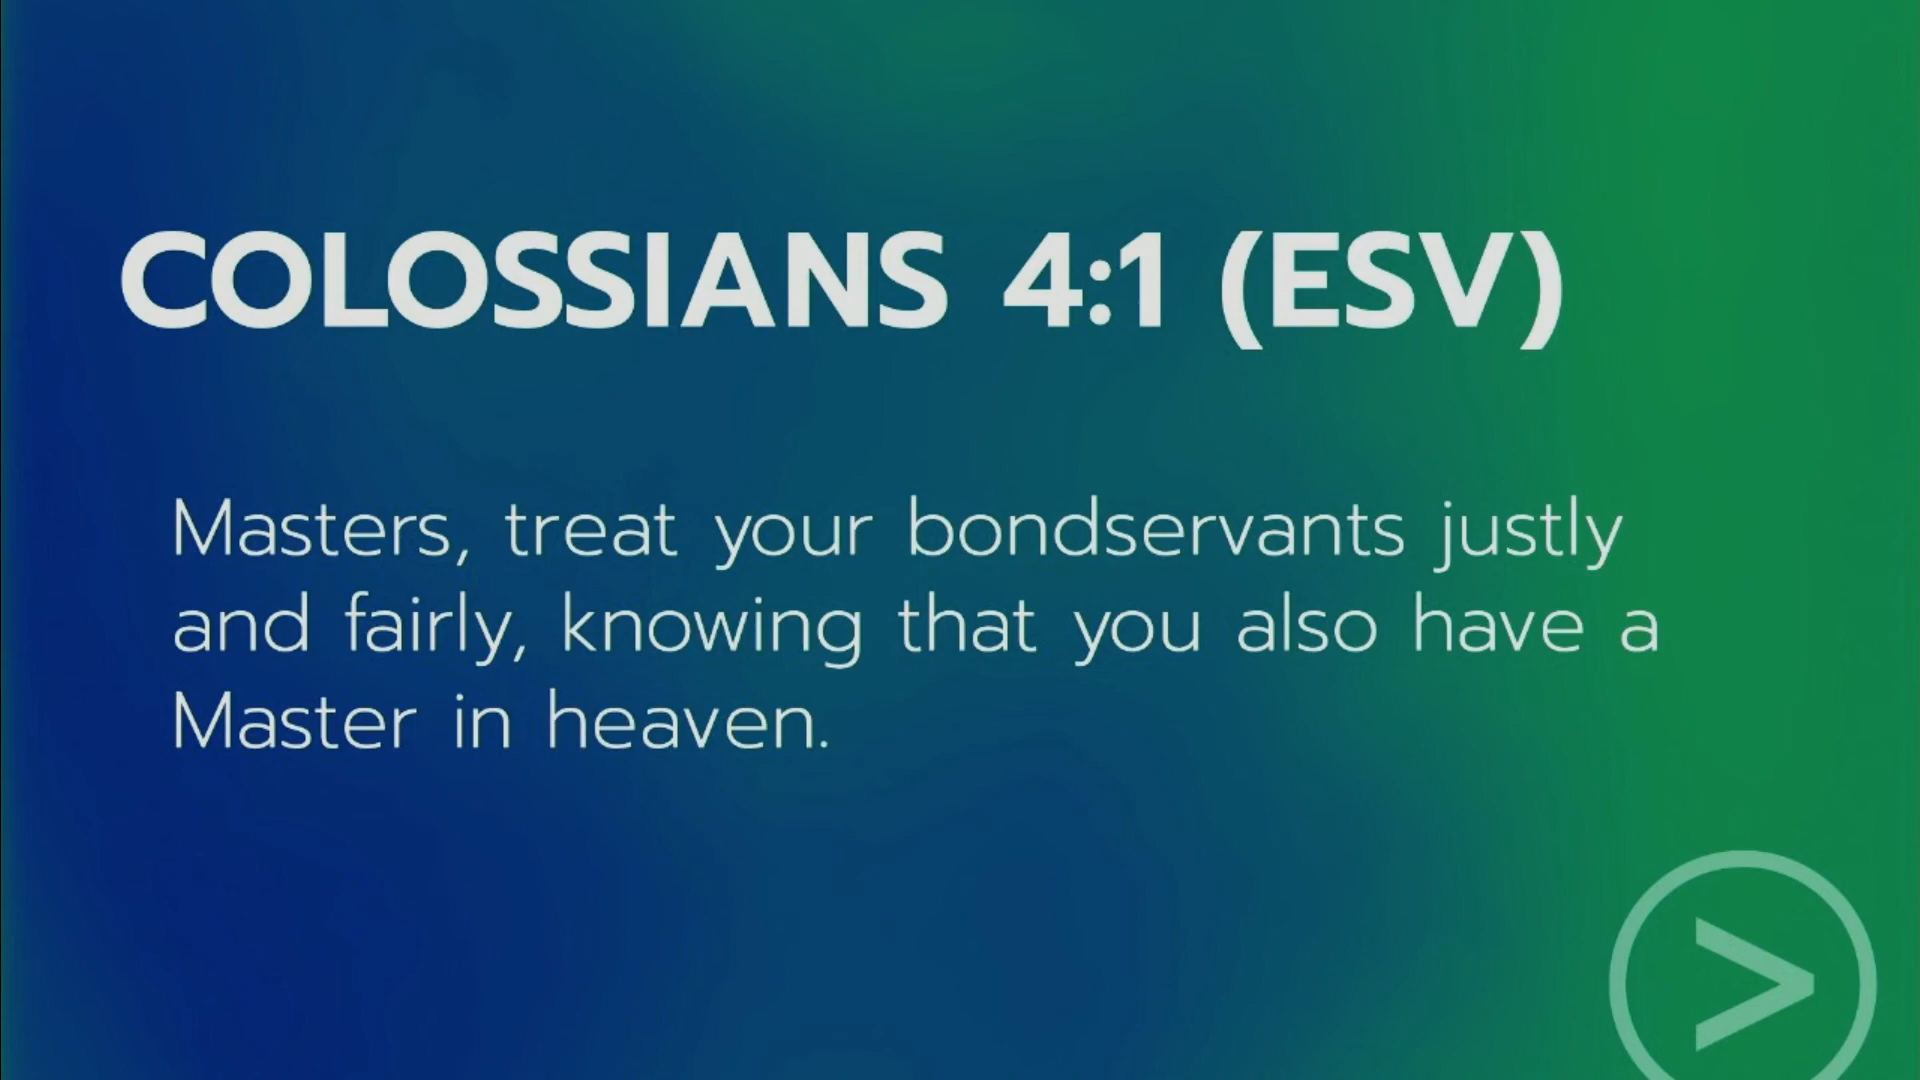 COLOSSIANS 4:1 (ESV)
Masters, treat your bondservants justly
and fairly, knowing that you also have a
Master in heaven.